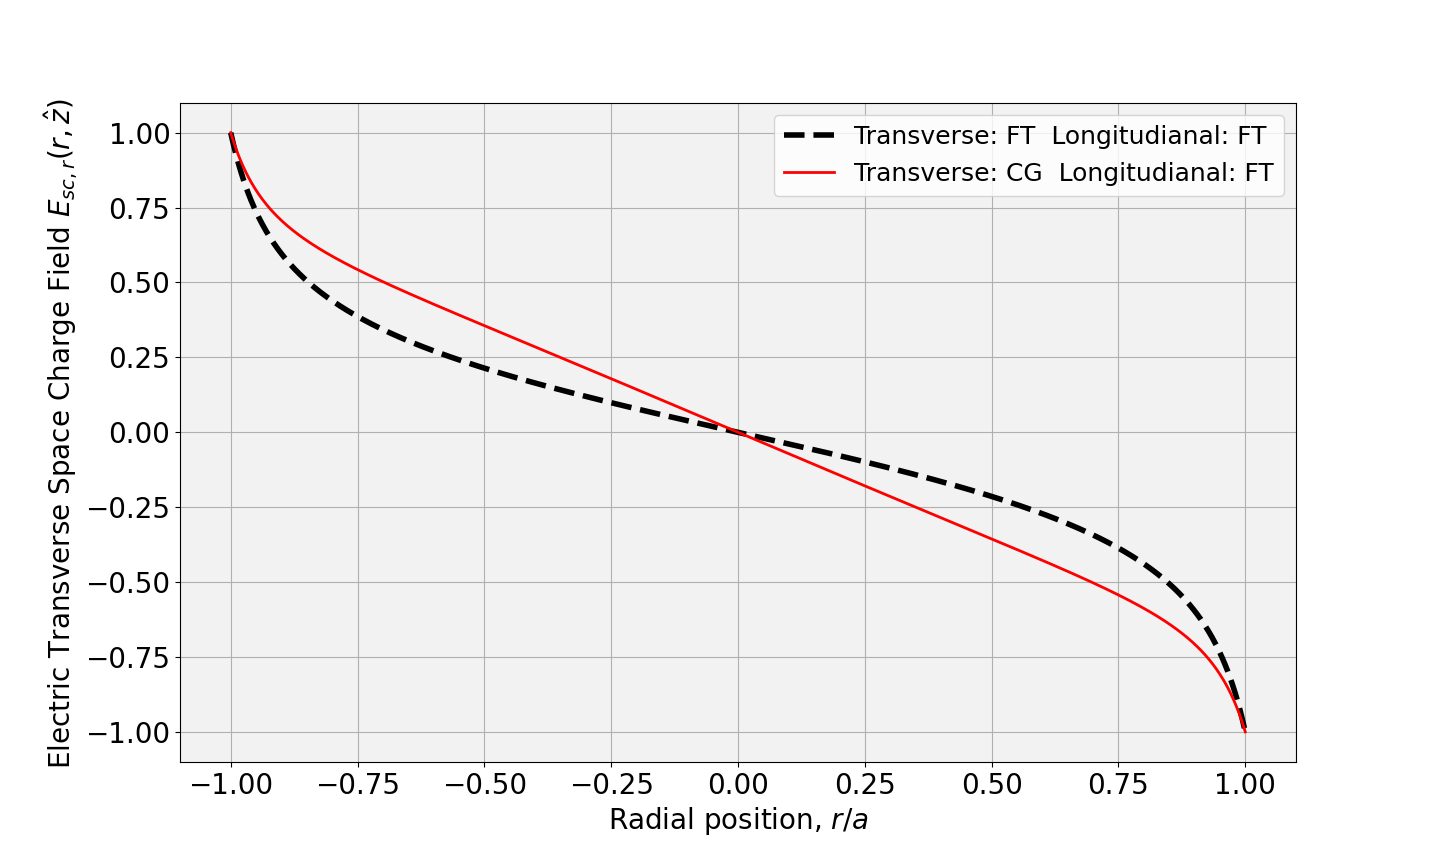 Electric Transverse Space Charge Field $E_{sc,r}(r,\hat{z})$
1.00
0.75
0.50
0.25
0.00
−0.25
−0.50
−0.75
−1.00
Transverse: FT  Longitudianal: FT
Transverse: CG  Longitudianal: FT
−1.00 −0.75 −0.50 −0.25 0.00 0.25 0.50 0.75 1.00
Radial position, r/a